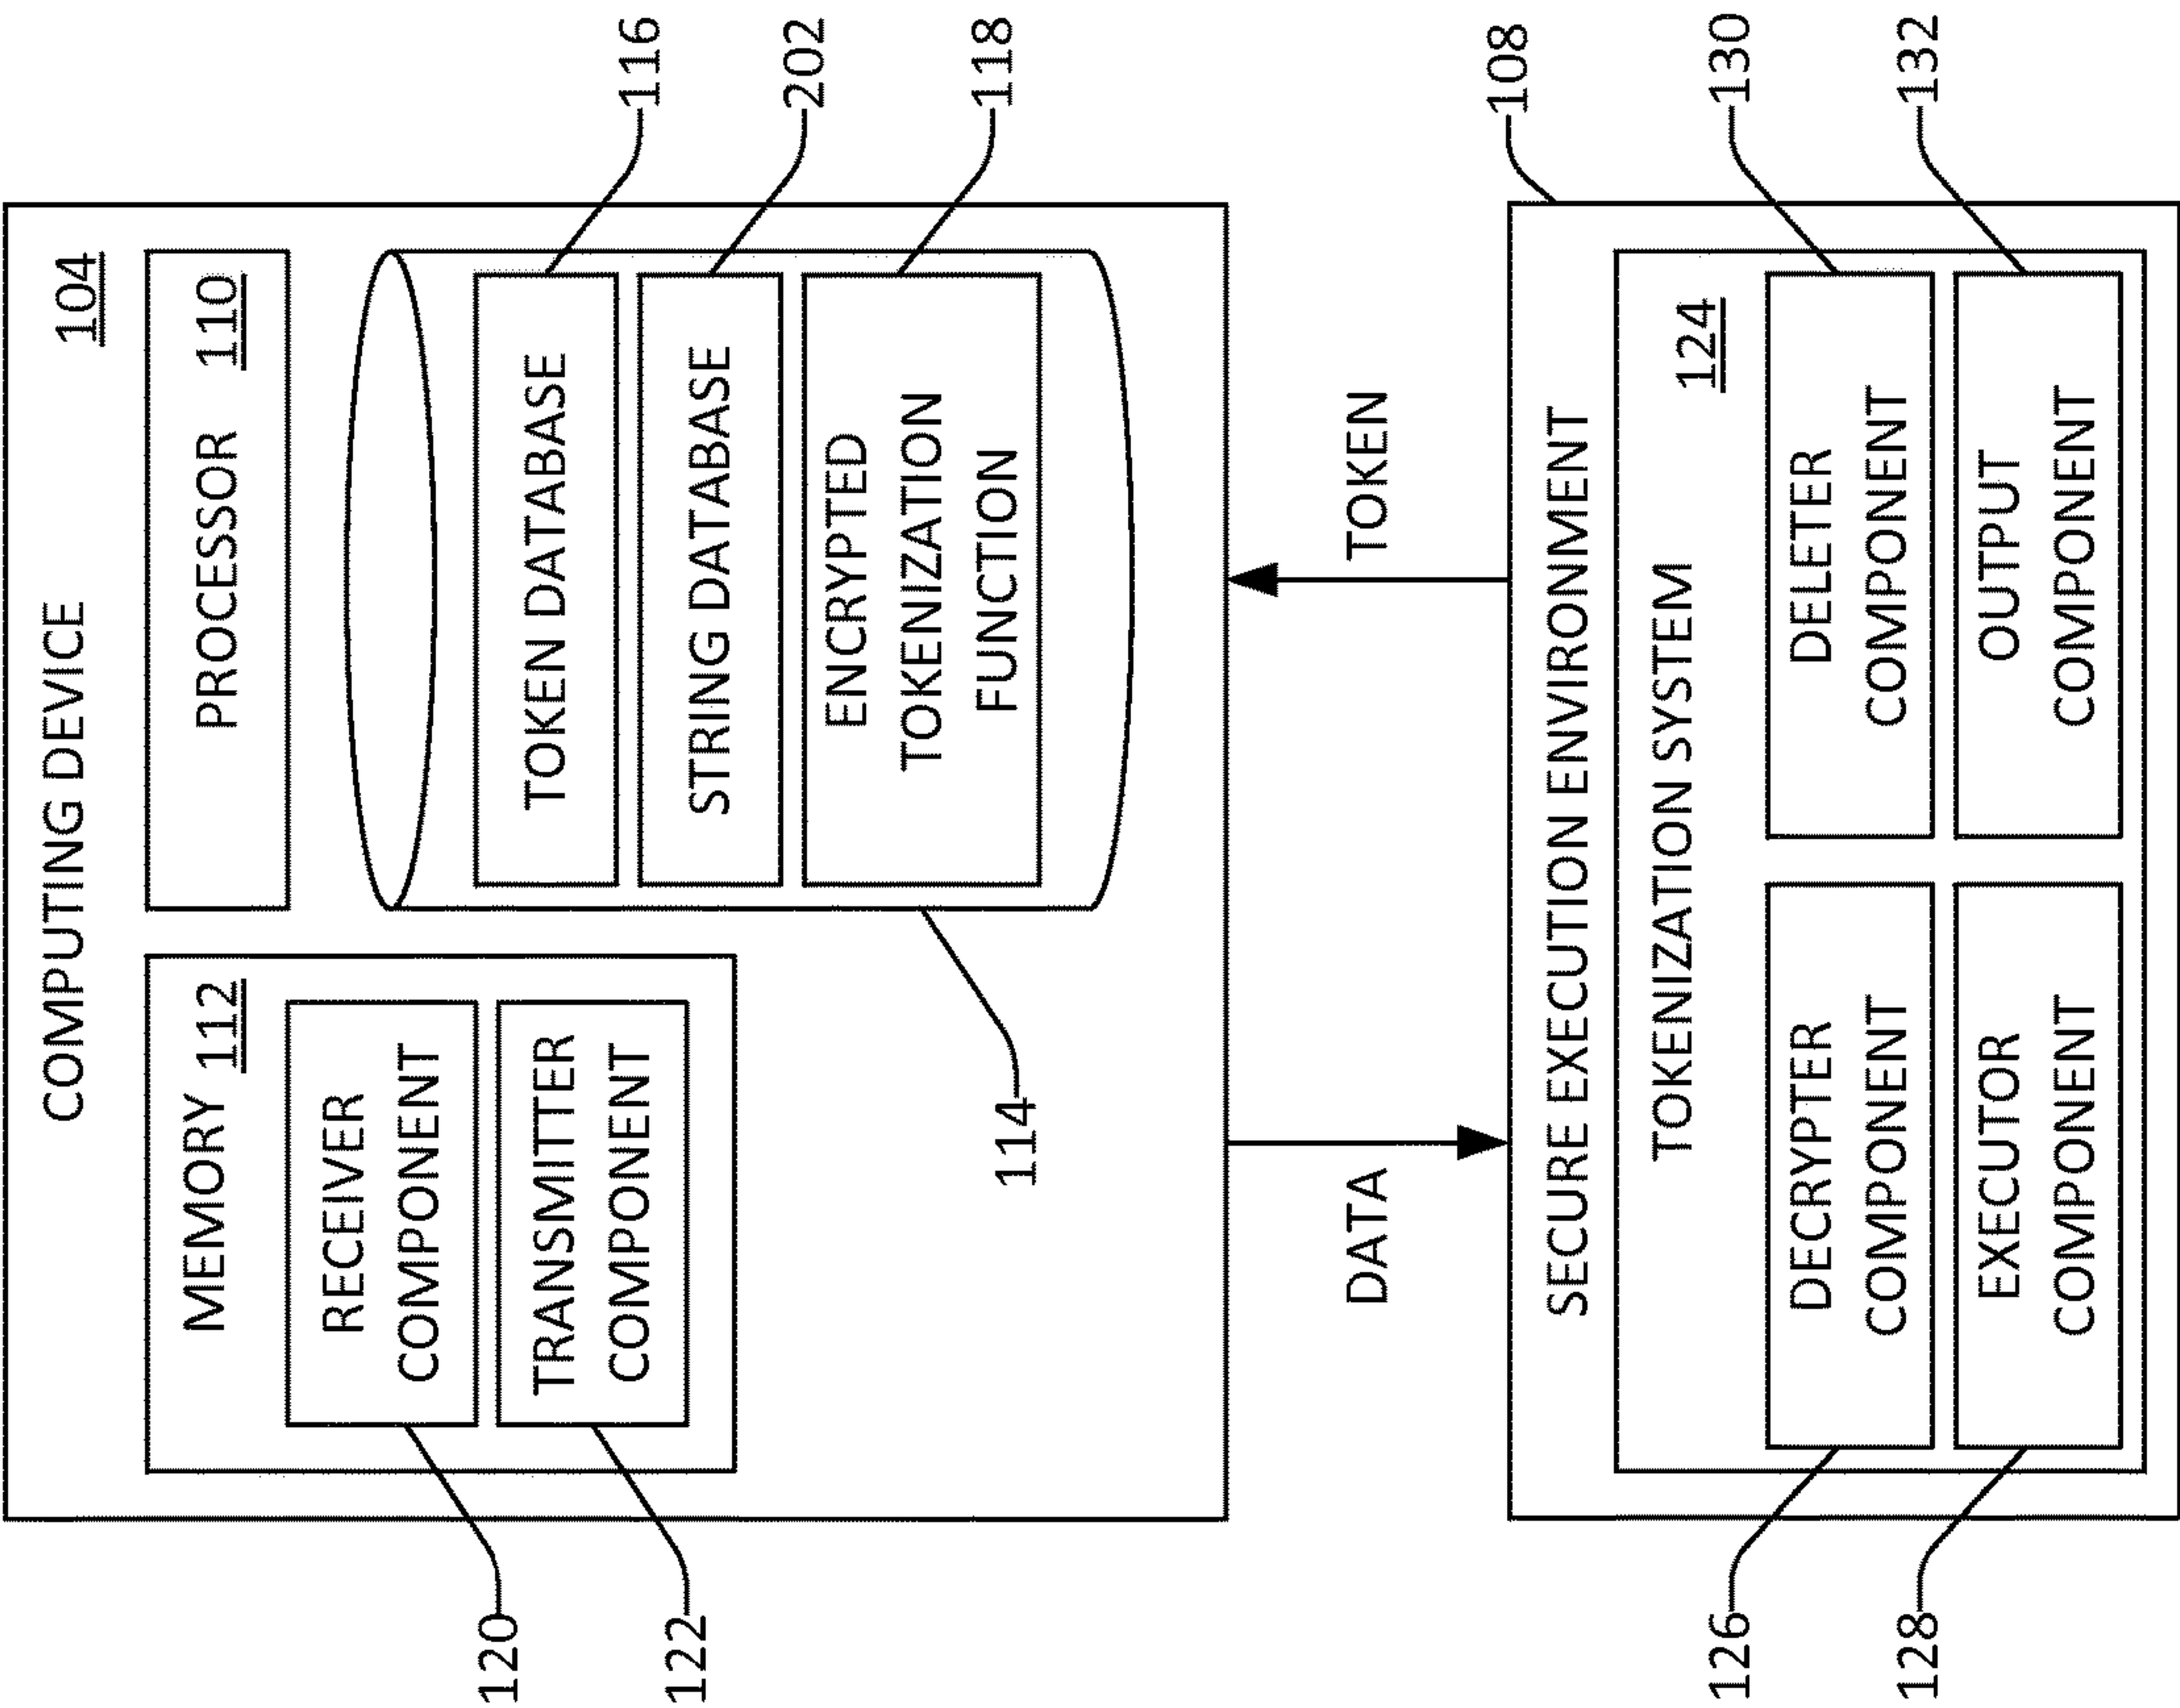 COMPUTING DEVICE
104
MEMORY
112
RECEIVER
COMPONENT
TRANSMITTER
COMPONENT
120
122
PROCESSOR
110
TOKEN DATABASE
STRING DATABASE
ENCRYPTED
TOKENIZATION
FUNCTION
116
202
118
114
DATA
TOKEN
108
SECURE EXECUTION ENVIRONMENT
TOKENIZATION SYSTEM
124
DECRYPTER
COMPONENT
DELETER
COMPONENT
EXECUTOR
COMPONENT
OUTPUT
COMPONENT
126
128
130
132